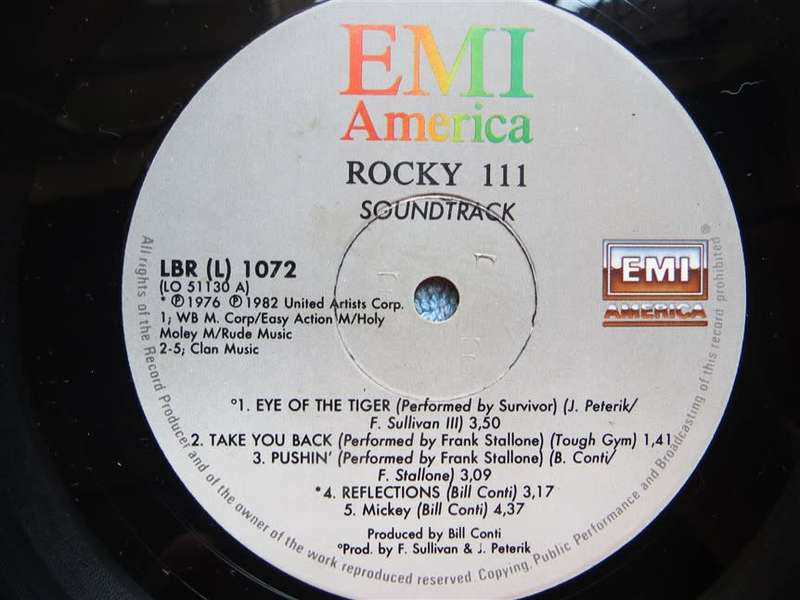 EMI
America
ROCKY 111
SOUNDTRACK
LBR (L) 1072
(LO 51130 A)
* ℗1976 ℗1982 United Artists Corp.
1; WB M. Corp/Easy Action M/Holy
Moley M/Rude Music
2-5; Clan Music
EMI
AMERICA
®
°1. EYE OF THE TIGER (Performed by Survivor) (J. Peterik/
F. Sullivan III) 3,50
2. TAKE YOU BACK (Performed by Frank Stallone) (Tough Gym) 1,41
3. PUSHIN' (Performed by Frank Stallone) (B. Conti/
F. Stallone) 3,09
*4. REFLECTIONS (Bill Conti) 3,17
5. Mickey (Bill Conti) 4,37
Produced by Bill Conti
°Prod. by F. Sullivan & J. Peterik
All rights of the Record Producer and of the owner of the work reproduced reserved. Copying, Public Performance and Broadcasting of this record prohibited